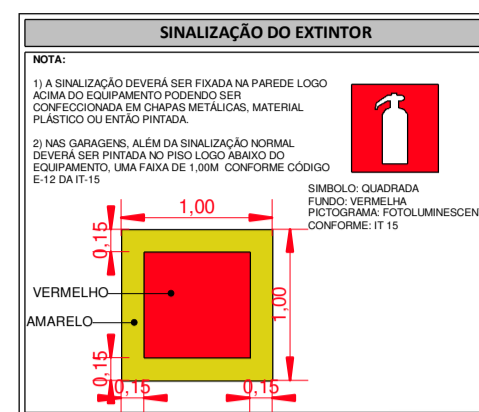 SINALIZAÇÃO DO EXTINTOR
NOTA:
1) A SINALIZAÇÃO DEVERÁ SER FIXADA NA PAREDE LOGO
ACIMA DO EQUIPAMENTO PODENDO SER
CONFECCIONADA EM CHAPAS METÁLICAS, MATERIAL
PLÁSTICO OU ENTÃO PINTADA.
2) NAS GARAGENS, ALÉM DA SINALIZAÇÃO NORMAL
DEVERÁ SER PINTADA NO PISO LOGO ABAIXO DO
EQUIPAMENTO, UMA FAIXA DE 1,00M CONFORME CÓDIGO
E-12 DA IT-15
SIMBOLO: QUADRADA
FUNDO: VERMELHA
PICTOGRAMA: FOTOLUMINESCEN
CONFORME: IT 15
1,00
0,15
VERMELHO
1,00
AMARELO
0,15
0,15
0,15